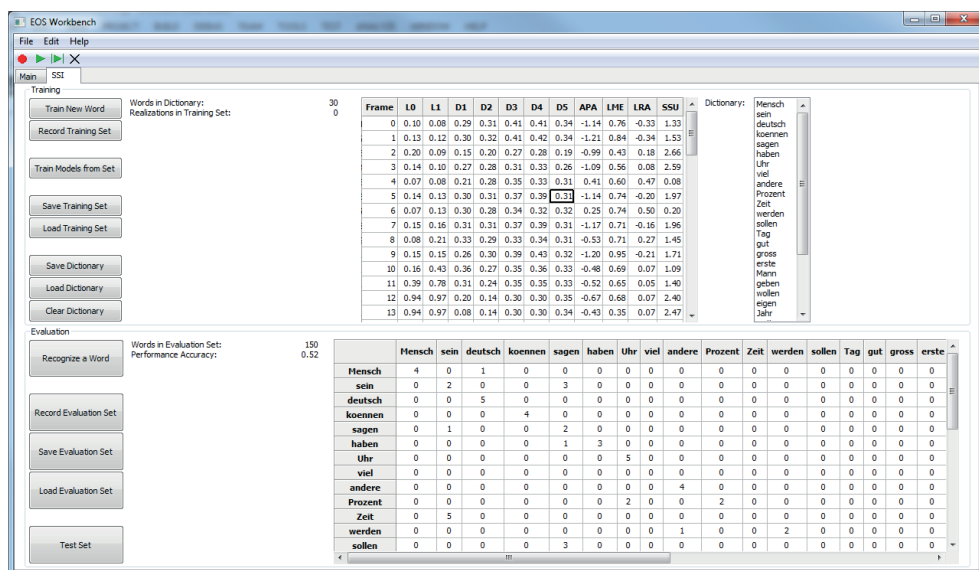 EOS Workbench
File Edit Help
Main SSI
Training
Train New Word
Record Training Set
Train Models from Set
Save Training Set
Load Training Set
Save Dictionary
Load Dictionary
Clear Dictionary
Words in Dictionary: 30
Realizations in Training Set: 0
Frame L0 L1 D1 D2 D3 D4 D5 APA LME LRA SSU
0 0.10 0.08 0.29 0.31 0.41 0.41 0.34 -1.14 0.76 -0.33 1.33
1 0.13 0.12 0.30 0.32 0.41 0.42 0.34 -1.21 0.84 -0.34 1.53
2 0.20 0.09 0.15 0.20 0.27 0.28 0.19 -0.99 0.43 0.18 2.66
3 0.14 0.10 0.27 0.28 0.31 0.33 0.26 -1.09 0.56 0.08 2.59
4 0.07 0.08 0.21 0.28 0.35 0.33 0.31 0.41 0.60 0.47 0.08
5 0.14 0.13 0.30 0.31 0.37 0.39 0.31 -1.14 0.74 -0.20 1.97
6 0.07 0.13 0.30 0.28 0.34 0.32 0.32 0.25 0.74 0.50 0.20
7 0.15 0.16 0.31 0.31 0.37 0.39 0.31 -1.17 0.71 -0.16 1.96
8 0.08 0.21 0.33 0.29 0.33 0.34 0.31 -0.53 0.71 0.27 1.45
9 0.15 0.15 0.26 0.30 0.39 0.43 0.32 -1.20 0.95 -0.21 1.71
10 0.16 0.43 0.36 0.27 0.35 0.36 0.33 -0.48 0.69 0.07 1.09
11 0.39 0.78 0.31 0.24 0.35 0.35 0.33 -0.52 0.65 0.05 1.40
12 0.94 0.97 0.20 0.14 0.30 0.30 0.35 -0.67 0.68 0.07 2.40
13 0.94 0.97 0.08 0.14 0.30 0.30 0.34 -0.43 0.35 0.07 2.47
Dictionary:
Mensch
sein
deutsch
koennen
sagen
haben
Uhr
viel
andere
Prozent
Zeit
werden
sollen
Tag
gut
gross
erste
Mann
geben
wollen
eigen
Jahr
Evaluation
Recognize a Word
Record Evaluation Set
Save Evaluation Set
Load Evaluation Set
Test Set
Words in Evaluation Set: 150
Performance Accuracy: 0.52
Mensch sein deutsch koennen sagen haben Uhr viel andere Prozent Zeit werden sollen Tag gut gross erste
Mensch 4 0 1 0 0 0 0 0 0 0 0 0 0 0 0 0 0
sein 0 2 0 0 3 0 0 0 0 0 0 0 0 0 0 0 0
deutsch 0 0 5 0 0 0 0 0 0 0 0 0 0 0 0 0 0
koennen 0 0 0 4 0 0 0 0 0 0 0 0 0 0 0 0 0
sagen 0 1 0 0 2 0 0 0 0 0 0 0 0 0 0 0 0
haben 0 0 0 0 1 3 0 0 0 0 0 0 0 0 0 0 0
Uhr 0 0 0 0 0 0 5 0 0 0 0 0 0 0 0 0 0
viel 0 0 0 0 0 0 0 0 0 0 0 0 0 0 0 0 0
andere 0 0 0 0 0 0 0 0 4 0 0 0 0 0 0 0 0
Prozent 0 0 0 0 0 0 2 0 0 2 0 0 0 0 0 0 0
Zeit 0 5 0 0 0 0 0 0 0 0 0 0 0 0 0 0 0
werden 0 0 0 0 0 0 0 0 1 0 0 2 0 0 0 0 0
sollen 0 0 0 0 3 0 0 0 0 0 0 0 0 0 0 0 0